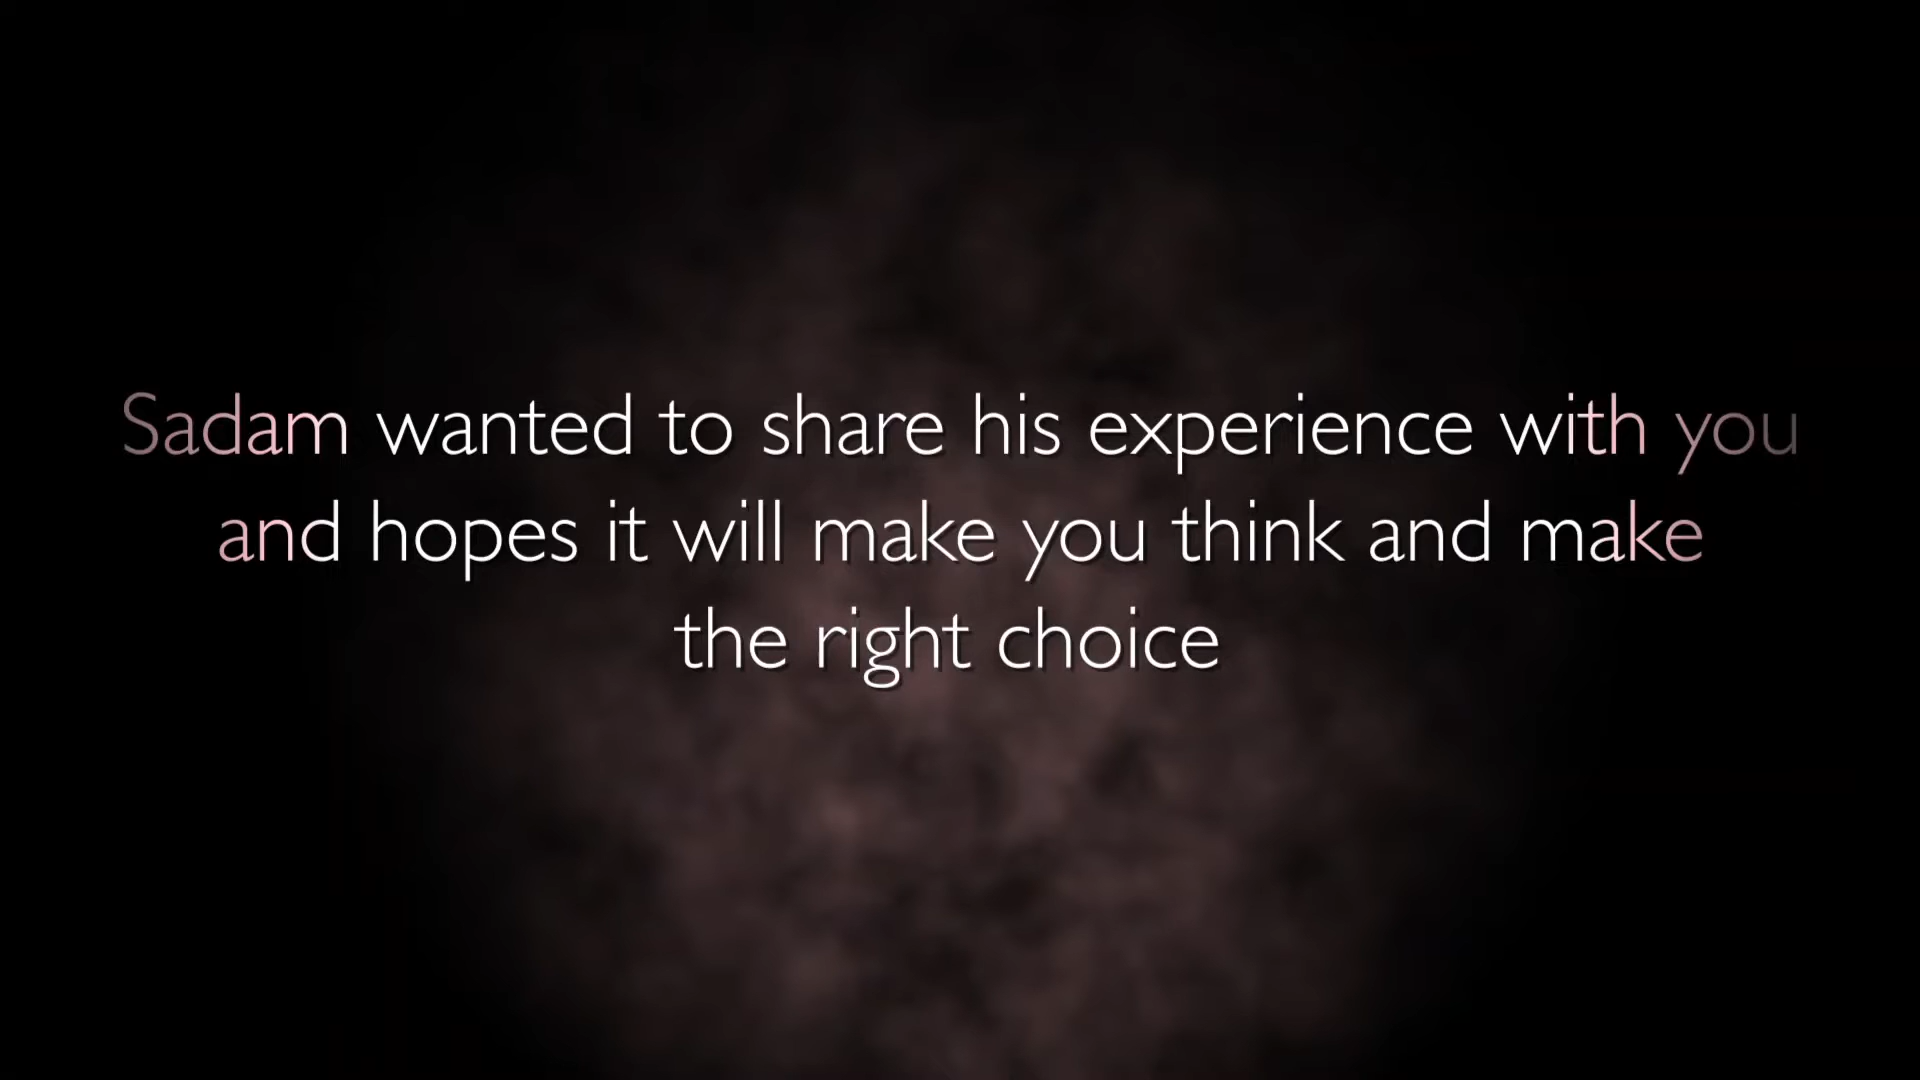 Sadam wanted to share his experience with you
and hopes it will make you think and make
the right choice